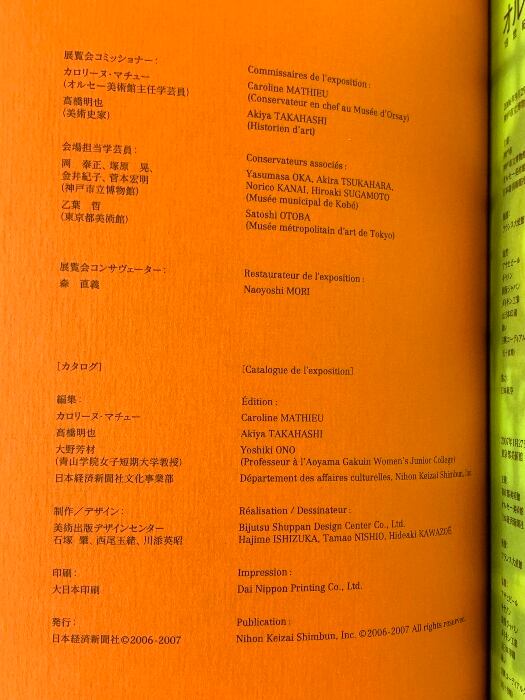 展覧会コミッショナー：
カロリーヌ・マチュー
(オルセー美術館主任学芸員)
高橋明也
(美術史家)
会場担当学芸員：
岡　泰正、塚原　晃、
金井紀子、菅本宏明
(神戸市立博物館)
乙葉　哲
(東京都美術館)
展覧会コンサヴェーター：
森　直義
[カタログ]
編集：
カロリーヌ・マチュー
高橋明也
大野芳材
(青山学院女子短期大学教授)
日本経済新聞社文化事業部
制作／デザイン：
美術出版デザインセンター
石塚 肇、西尾玉緒、川添英昭
印刷：
大日本印刷
発行：
日本経済新聞社©2006-2007
Commissaires de l'exposition :
Caroline MATHIEU
(Conservateur en chef au Musée d'Orsay)
Akiya TAKAHASHI
(Historien d'art)
Conservateurs associés :
Yasumasa OKA, Akira TSUKAHARA,
Norico KANAI, Hiroaki SUGAMOTO
(Musée municipal de Kobé)
Satoshi OTOBA
(Musée métropolitain d'art de Tokyo)
Restaurateur de l'exposition :
Naoyoshi MORI
[Catalogue de l'exposition]
Édition :
Caroline MATHIEU
Akiya TAKAHASHI
Yoshiki ONO
(Professeur à l'Aoyama Gakuin Women's Junior College)
Département des affaires culturelles, Nihon Keizai Shimbun, Inc.
Réalisation / Dessinateur :
Bijutsu Shuppan Design Center Co., Ltd.
Hajime ISHIZUKA, Tamao NISHIO, Hideaki KAWAZOÉ
Impression :
Dai Nippon Printing Co., Ltd.
Publication :
Nihon Keizai Shimbun, Inc. ©2006-2007 All rights reserved.